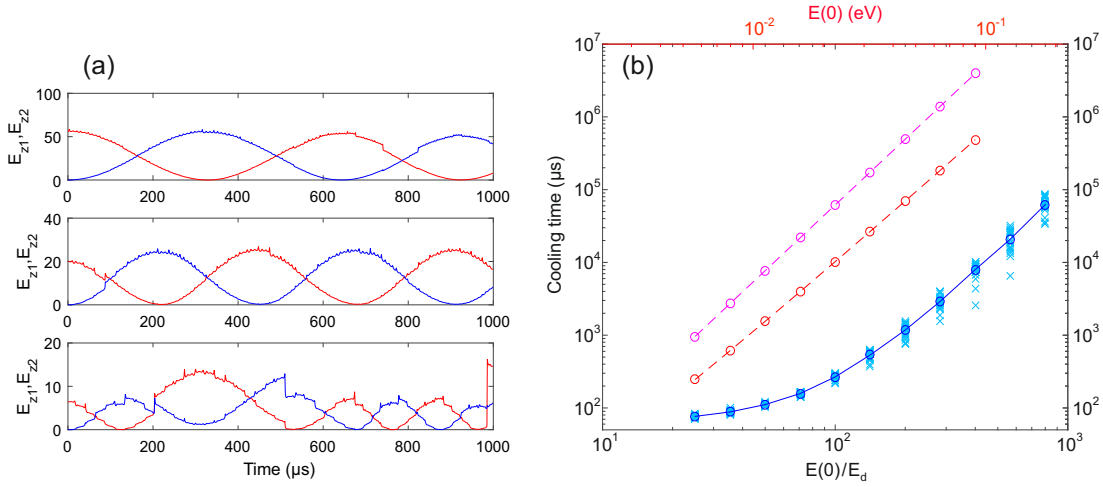 (a)
100
50
0
E_z1,E_z2
0 200 400 600 800 1000
40
20
0
E_z1,E_z2
0 200 400 600 800 1000
20
10
0
E_z1,E_z2
0 200 400 600 800 1000
Time (μs)
E(0) (eV)
10^-2 10^-1
(b)
10^7 10^7
10^6 10^6
10^5 10^5
10^4 10^4
10^3 10^3
10^2 10^2
Cooling time (μs)
10^1 10^2 10^3
E(0)/E_d